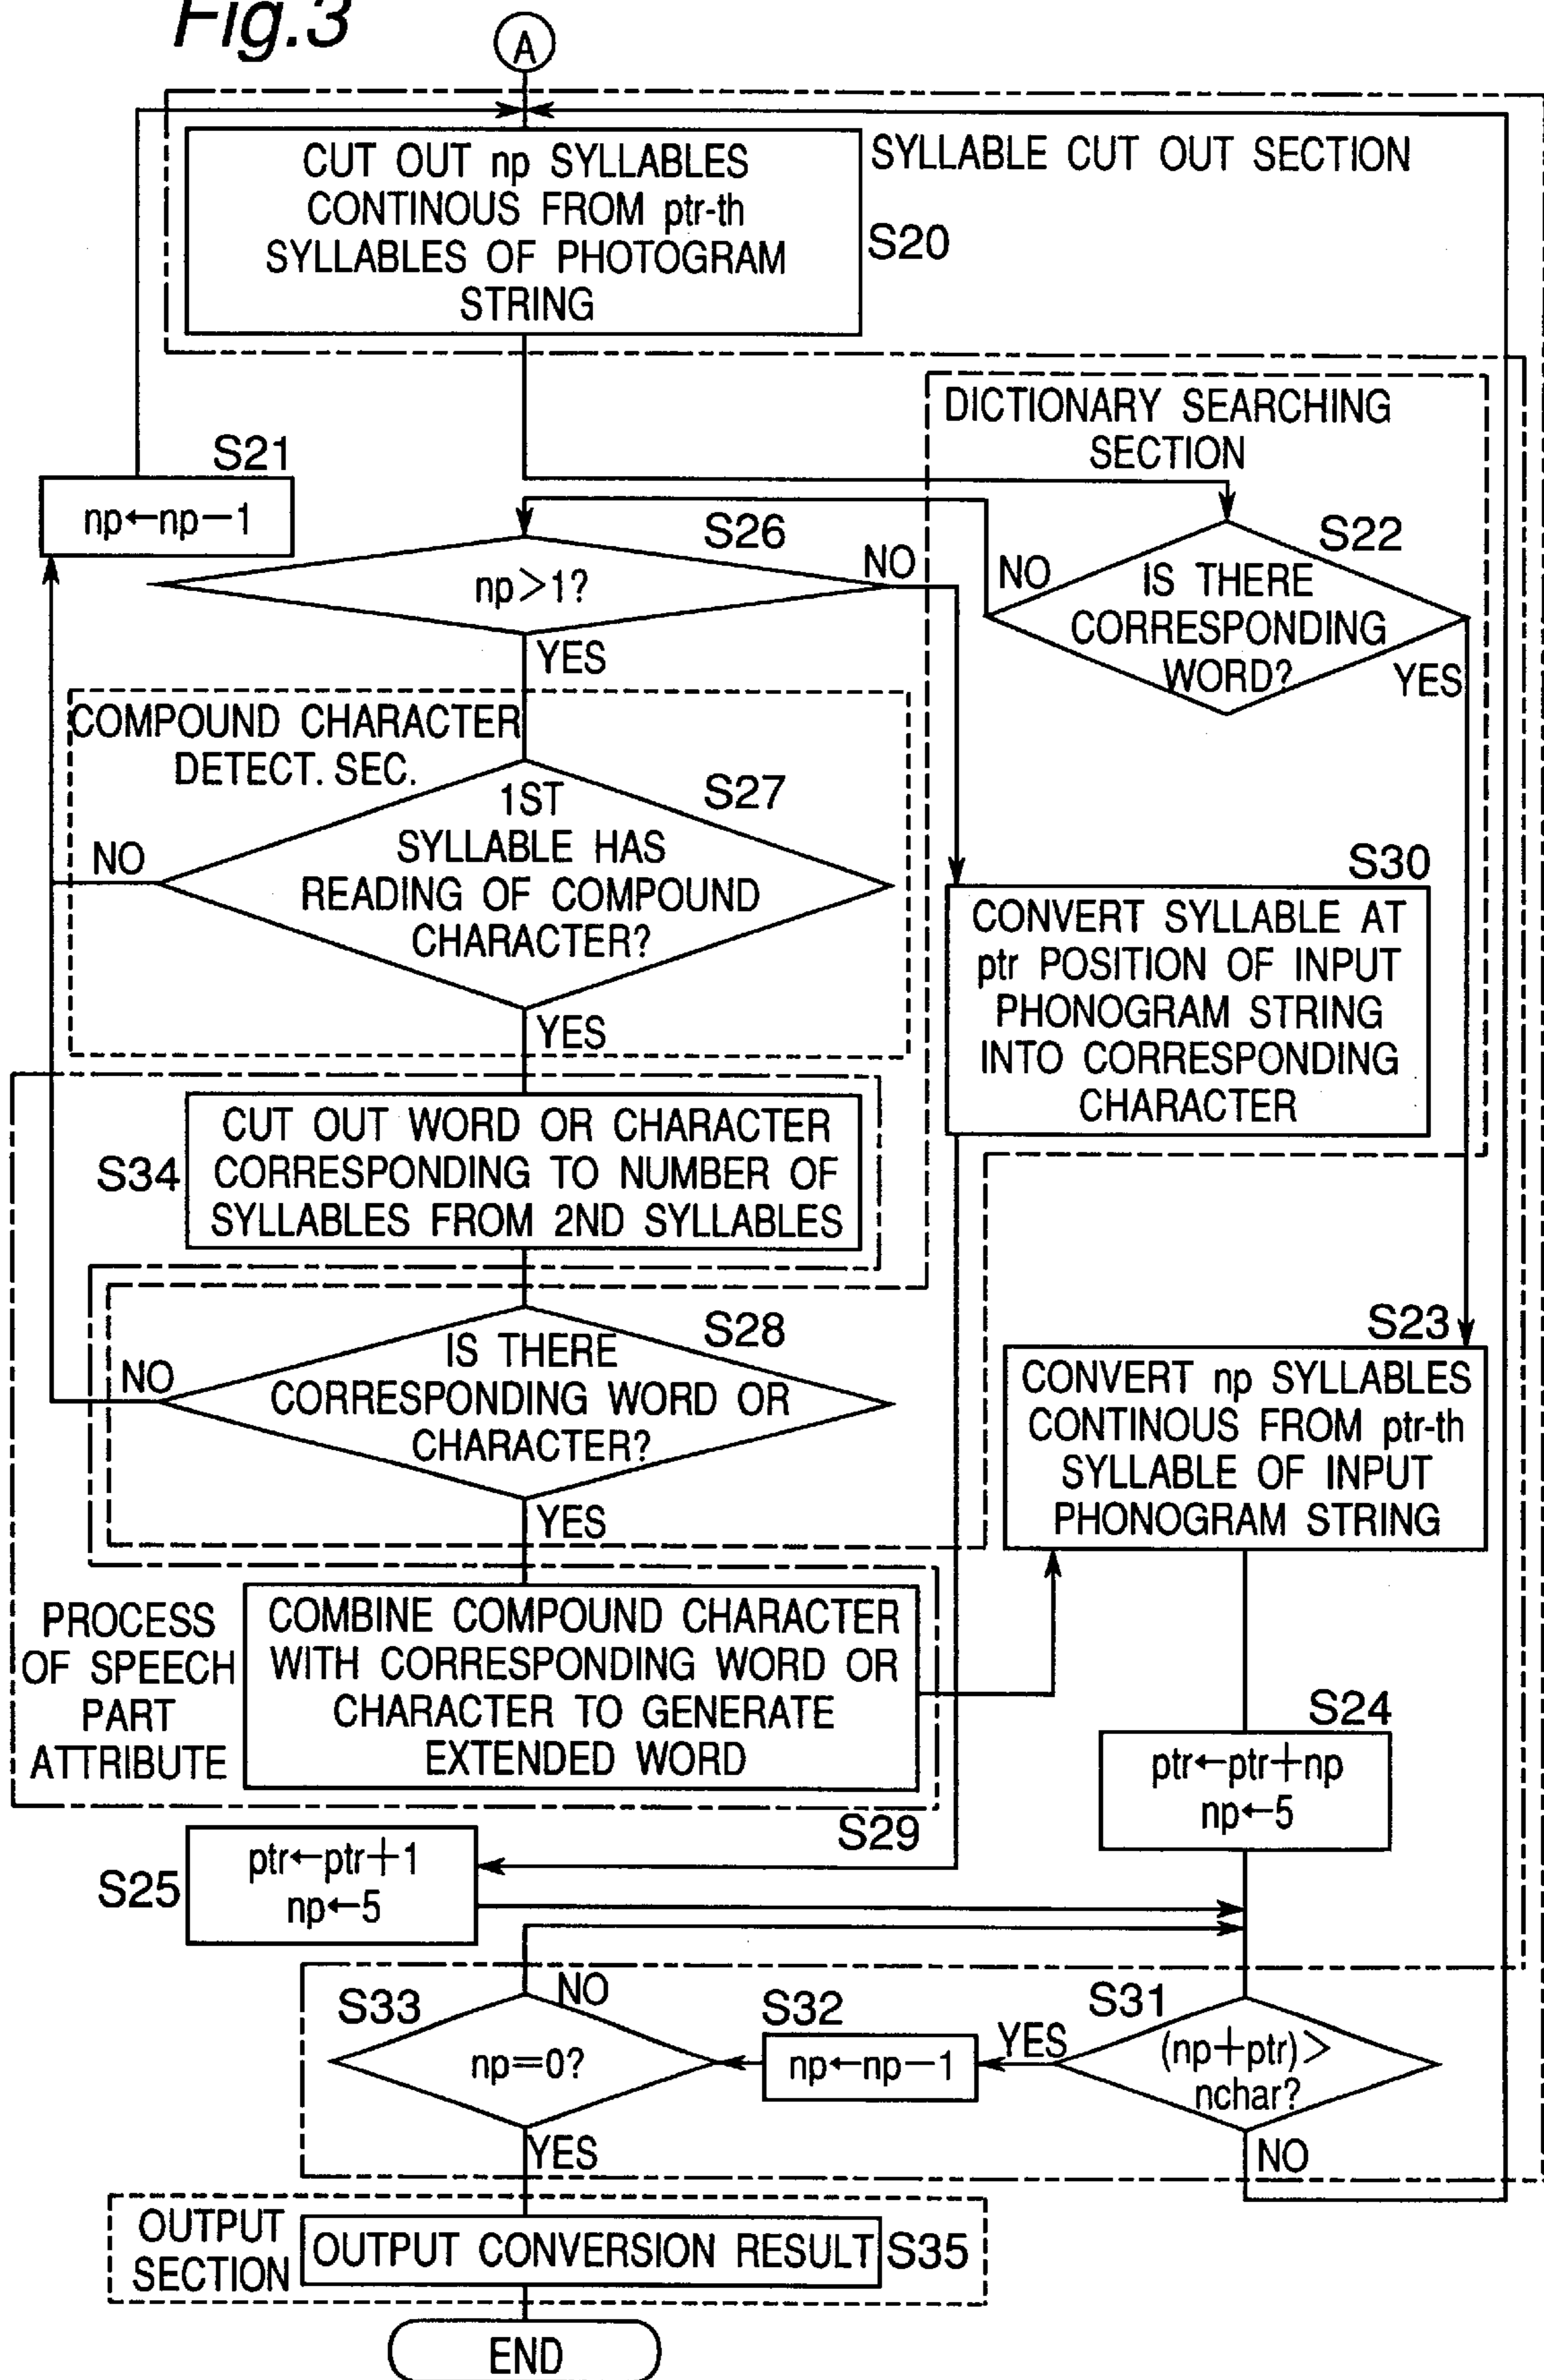 Fig.3
A
CUT OUT np SYLLABLES
CONTINOUS FROM ptr-th
SYLLABLES OF PHOTOGRAM
STRING
SYLLABLE CUT OUT SECTION
S20
DICTIONARY SEARCHING
SECTION
S21
np←np−1
S26
np>1?
NO
YES
S22
IS THERE
CORRESPONDING
WORD?
NO
YES
COMPOUND CHARACTER
DETECT. SEC.
S27
1ST
SYLLABLE HAS
READING OF COMPOUND
CHARACTER?
NO
YES
S30
CONVERT SYLLABLE AT
ptr POSITION OF INPUT
PHONOGRAM STRING
INTO CORRESPONDING
CHARACTER
S34
CUT OUT WORD OR CHARACTER
CORRESPONDING TO NUMBER OF
SYLLABLES FROM 2ND SYLLABLES
S28
IS THERE
CORRESPONDING WORD OR
CHARACTER?
NO
YES
S23
CONVERT np SYLLABLES
CONTINOUS FROM ptr-th
SYLLABLE OF INPUT
PHONOGRAM STRING
PROCESS
OF SPEECH
PART
ATTRIBUTE
COMBINE COMPOUND CHARACTER
WITH CORRESPONDING WORD OR
CHARACTER TO GENERATE
EXTENDED WORD
S29
S24
ptr←ptr+np
np←5
S25
ptr←ptr+1
np←5
S33
np=0?
NO
YES
S32
np←np−1
YES
S31
(np+ptr)>
nchar?
NO
OUTPUT
SECTION
OUTPUT CONVERSION RESULT
S35
END